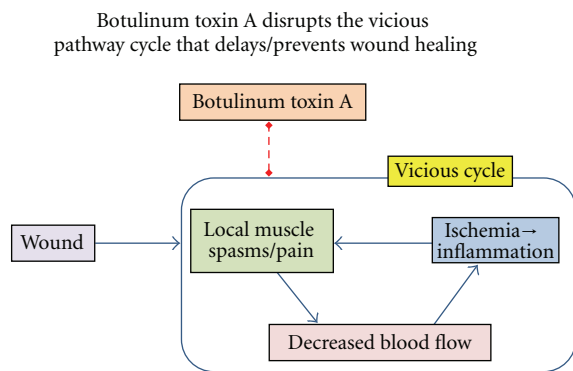 Botulinum toxin A disrupts the vicious
pathway cycle that delays/prevents wound healing
Botulinum toxin A
Vicious cycle
Wound
Local muscle
spasms/pain
Ischemia→
inflammation
Decreased blood flow